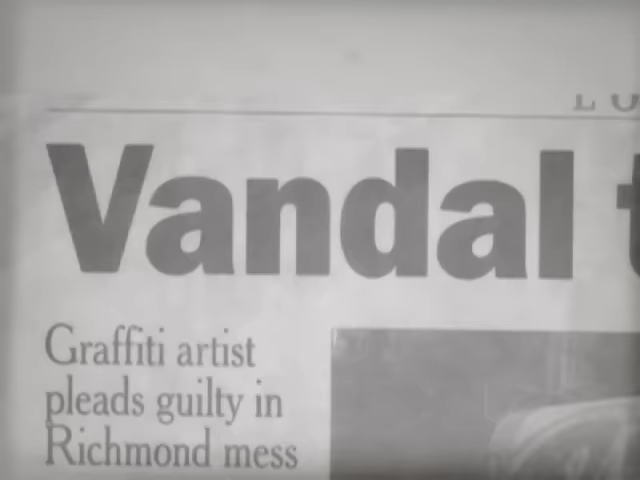 Vandal
Graffiti artist
pleads guilty in
Richmond mess